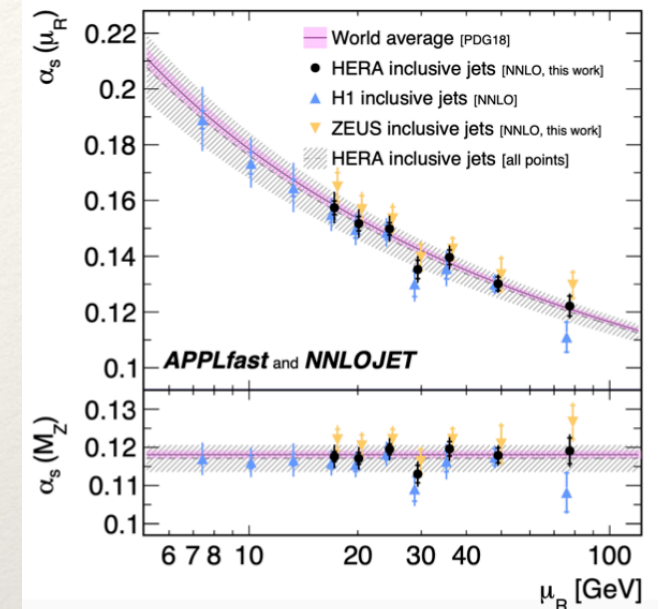 α_s (μ_R)
0.22
0.2
0.18
0.16
0.14
0.12
0.1
World average [PDG18]
HERA inclusive jets [NNLO, this work]
H1 inclusive jets [NNLO]
ZEUS inclusive jets [NNLO, this work]
HERA inclusive jets [all points]
APPLfast and NNLOJET
α_s (M_Z)
0.13
0.12
0.11
0.1
6 7 8 10 20 30 40 100
μ_R [GeV]